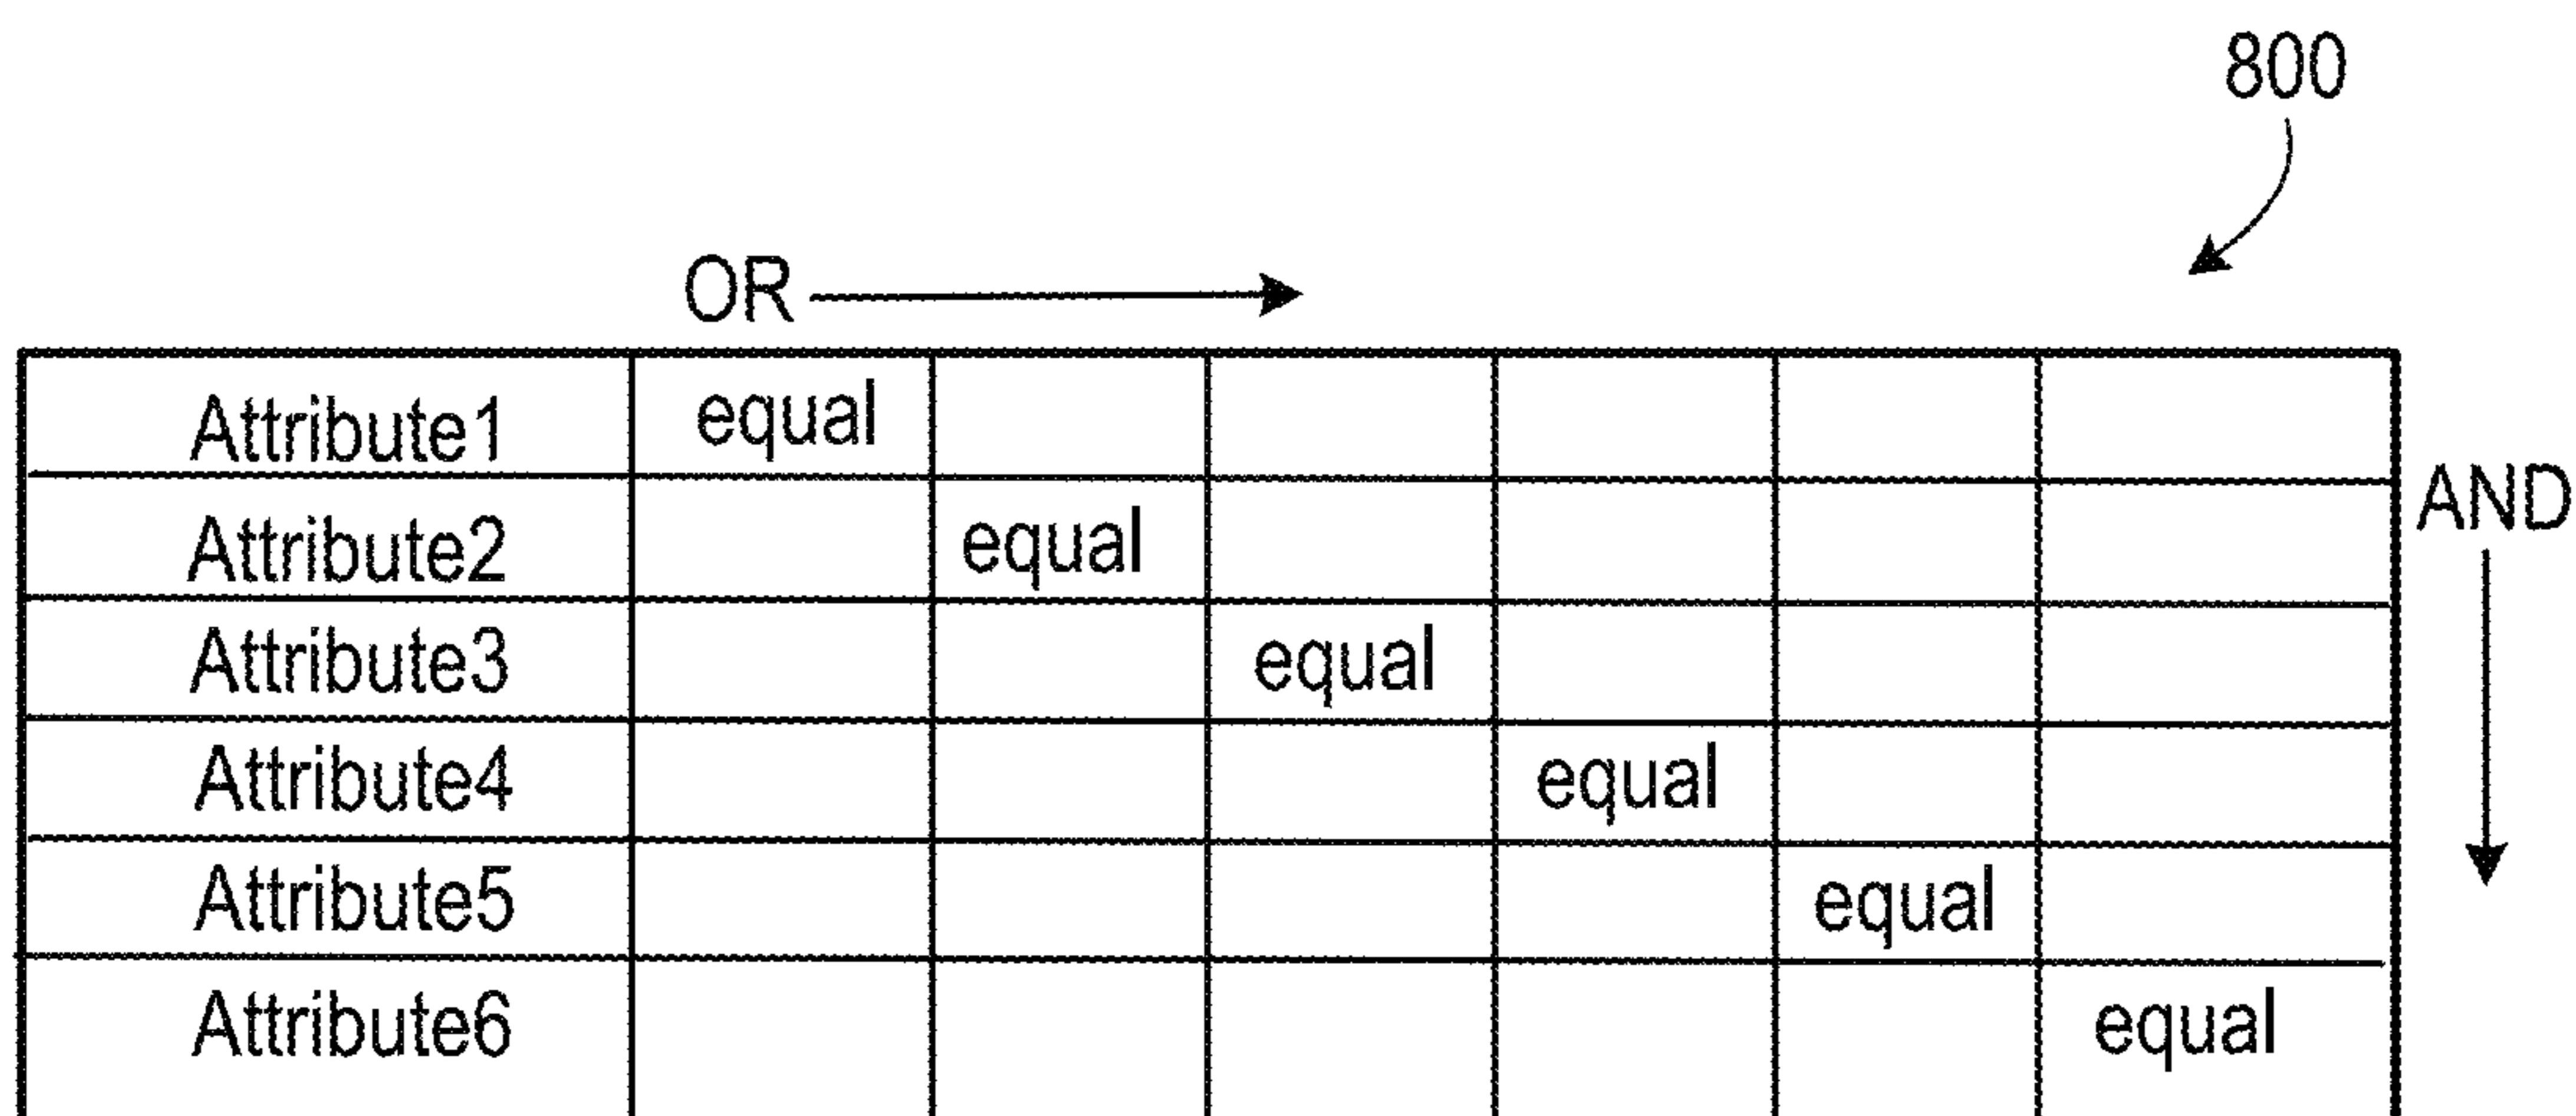 800
OR
Attribute1 equal
AND
Attribute2 equal
Attribute3 equal
Attribute4 equal
Attribute5 equal
Attribute6 equal